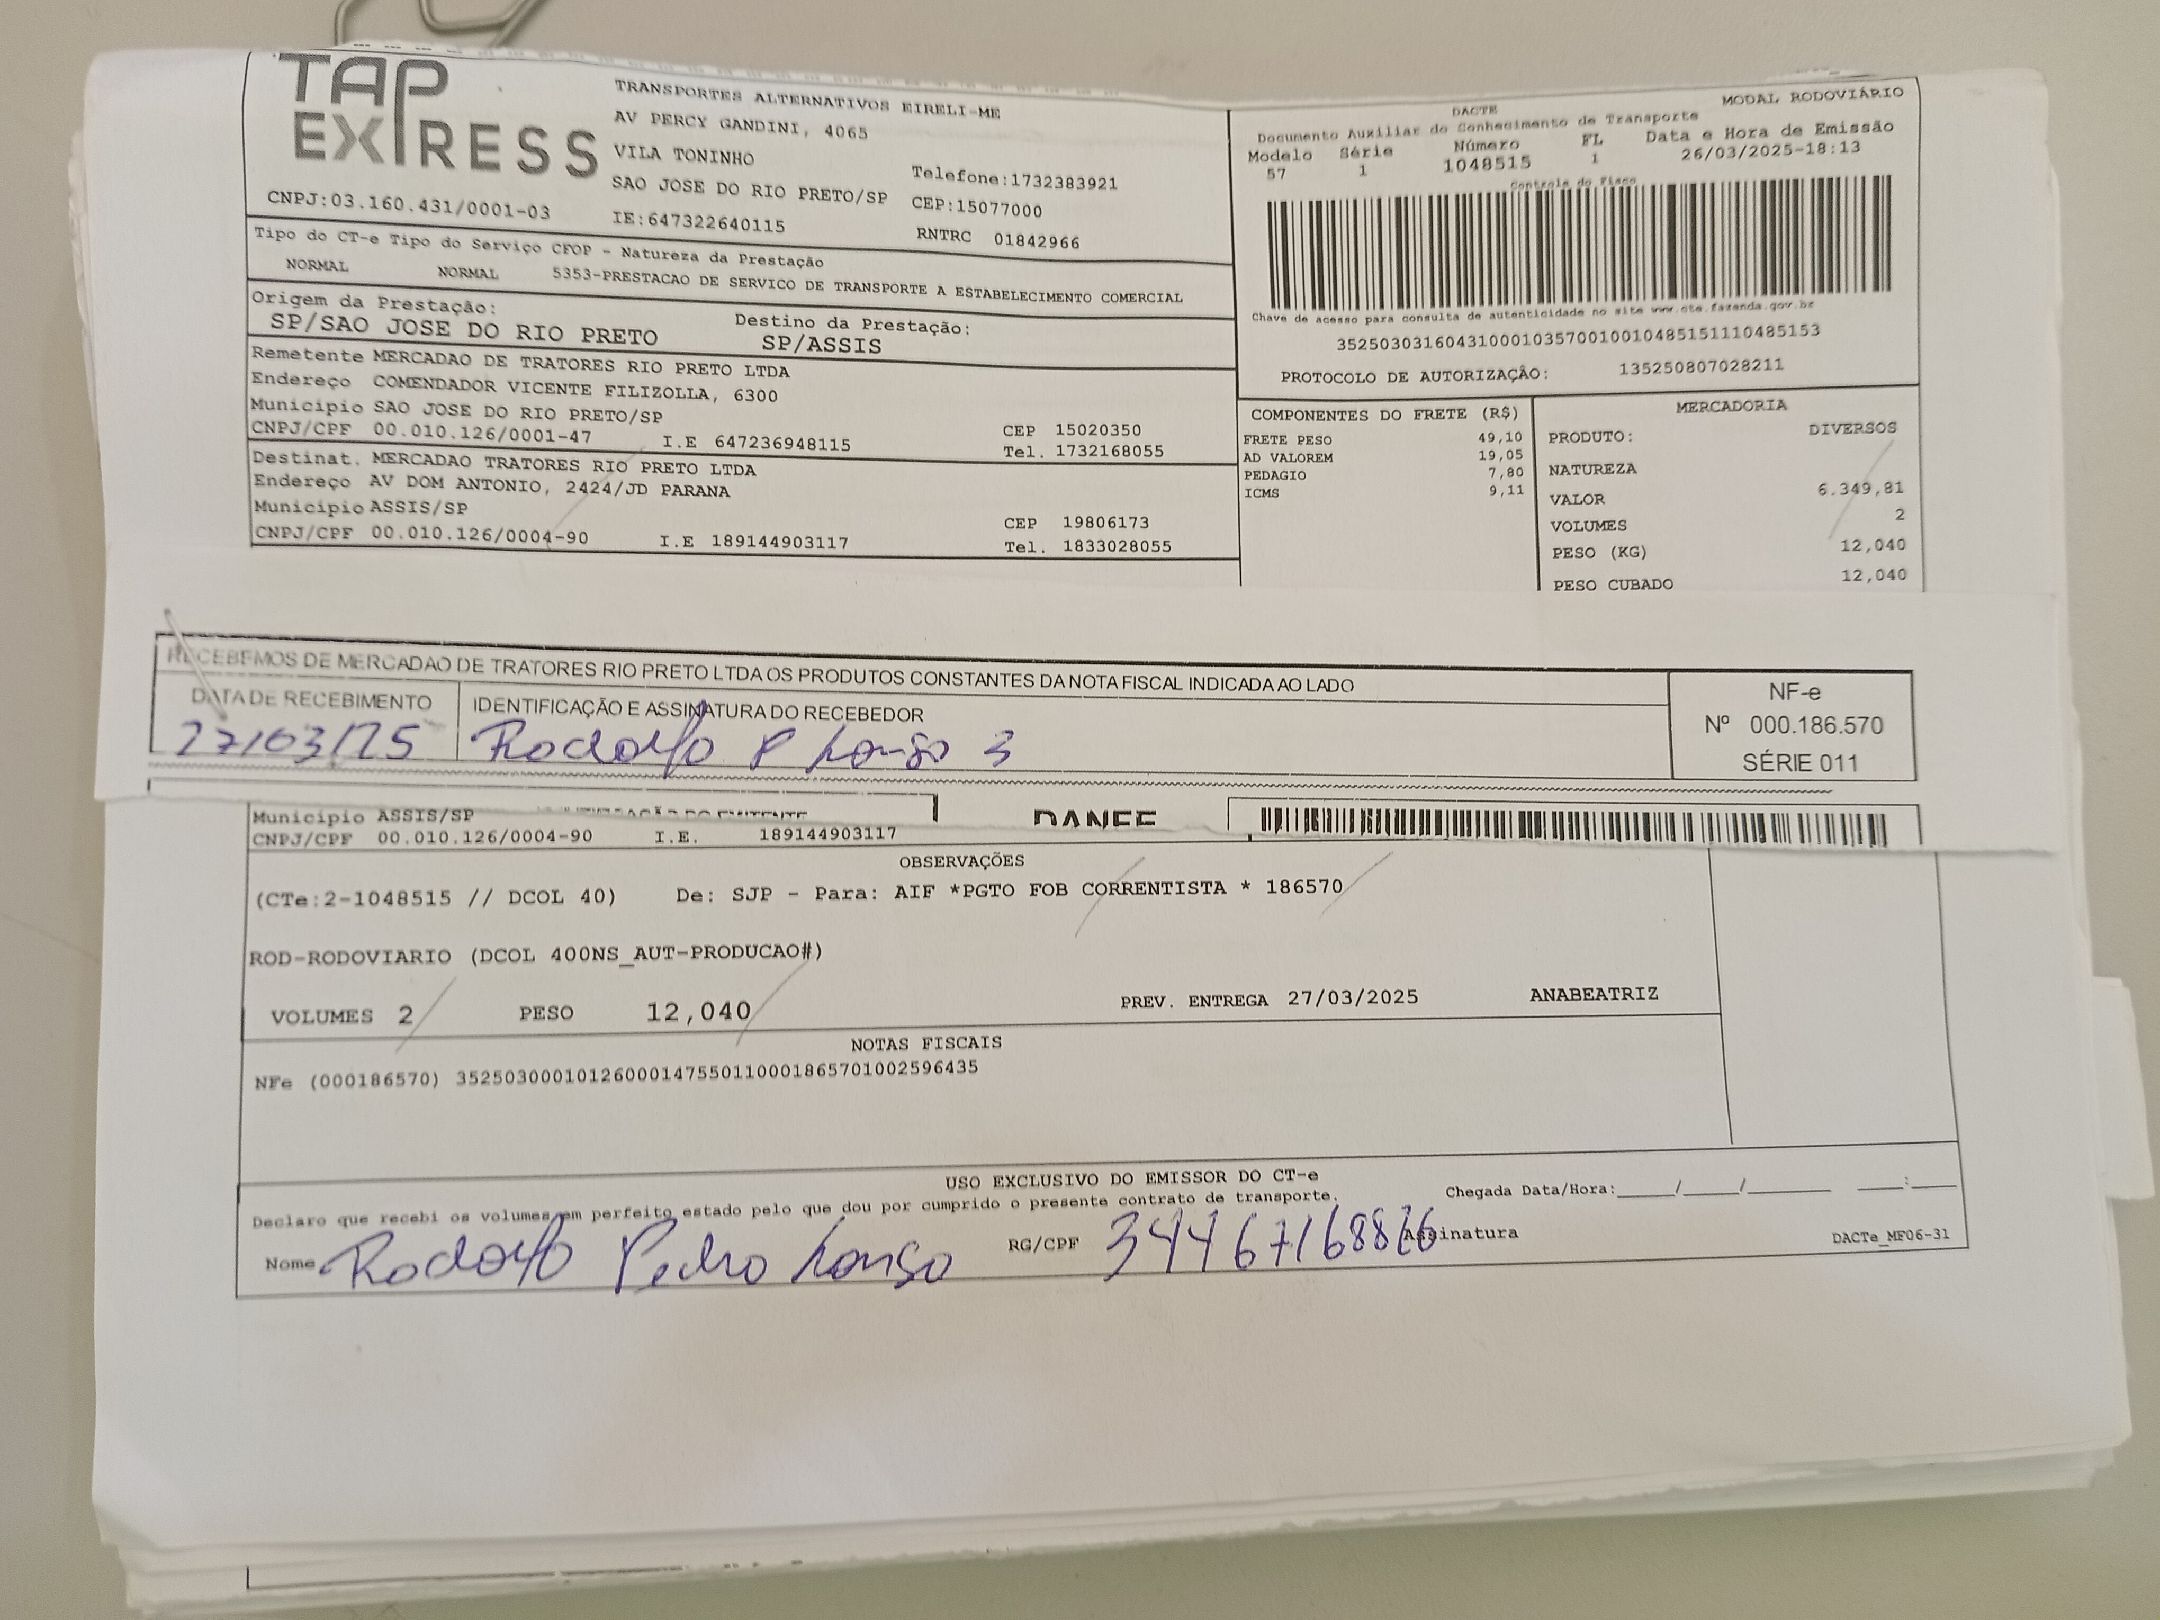 TAP EXPRESS
TRANSPORTES ALTERNATIVOS EIRELI-ME
AV PERCY GANDINI, 4065
VILA TONINHO
SAO JOSE DO RIO PRETO/SP
IE:647322640115
Telefone:1732383921
CEP:15077000
RNTRC 01842966
CNPJ:03.160.431/0001-03
DACTE
MODAL RODOVIÁRIO
Documento Auxiliar do Conhecimento de Transporte
Modelo Série Número FL Data e Hora de Emissão
57 1 1048515 1 26/03/2025-18:13
Controle do Fisco
Chave de acesso para consulta de autenticidade no site www.cte.fazenda.gov.br
35250303160431000103570010010485151110485153
PROTOCOLO DE AUTORIZAÇÃO: 135250807028211
Tipo do CT-e Tipo do Serviço CFOP - Natureza da Prestação
NORMAL NORMAL 5353-PRESTACAO DE SERVICO DE TRANSPORTE A ESTABELECIMENTO COMERCIAL
Origem da Prestação: Destino da Prestação:
SP/SAO JOSE DO RIO PRETO SP/ASSIS
Remetente MERCADAO DE TRATORES RIO PRETO LTDA
Endereço COMENDADOR VICENTE FILIZOLLA, 6300
Municipio SAO JOSE DO RIO PRETO/SP CEP 15020350
CNPJ/CPF 00.010.126/0001-47 I.E 647236948115 Tel. 1732168055
Destinat. MERCADAO TRATORES RIO PRETO LTDA
Endereço AV DOM ANTONIO, 2424/JD PARANA
Municipio ASSIS/SP CEP 19806173
CNPJ/CPF 00.010.126/0004-90 I.E 189144903117 Tel. 1833028055
COMPONENTES DO FRETE (R$)
FRETE PESO 49,10
AD VALOREM 19,05
PEDAGIO 7,80
ICMS 9,11
MERCADORIA
PRODUTO: DIVERSOS
NATUREZA
VALOR 6.349,81
VOLUMES 2
PESO (KG) 12,040
PESO CUBADO 12,040
RECEBEMOS DE MERCADAO DE TRATORES RIO PRETO LTDA OS PRODUTOS CONSTANTES DA NOTA FISCAL INDICADA AO LADO
DATA DE RECEBIMENTO IDENTIFICAÇÃO E ASSINATURA DO RECEBEDOR
27/03/25 Rodolfo P
NF-e
Nº 000.186.570
SÉRIE 011
DANFE
Municipio ASSIS/SP
CNPJ/CPF 00.010.126/0004-90 I.E. 189144903117
OBSERVAÇÕES
(CTe:2-1048515 // DCOL 40) De: SJP - Para: AIF *PGTO FOB CORRENTISTA * 186570
ROD-RODOVIARIO (DCOL 400NS_AUT-PRODUCAO#)
VOLUMES 2 PESO 12,040 PREV. ENTREGA 27/03/2025 ANABEATRIZ
NOTAS FISCAIS
NFe (000186570) 35250300010126000147550110001865701002596435
USO EXCLUSIVO DO EMISSOR DO CT-e
Declaro que recebi os volumes em perfeito estado pelo que dou por cumprido o presente contrato de transporte. Chegada Data/Hora:____/____/______ ___:___
Nome Rodolfo Pedro RG/CPF Assinatura
DACTe_MF06-31